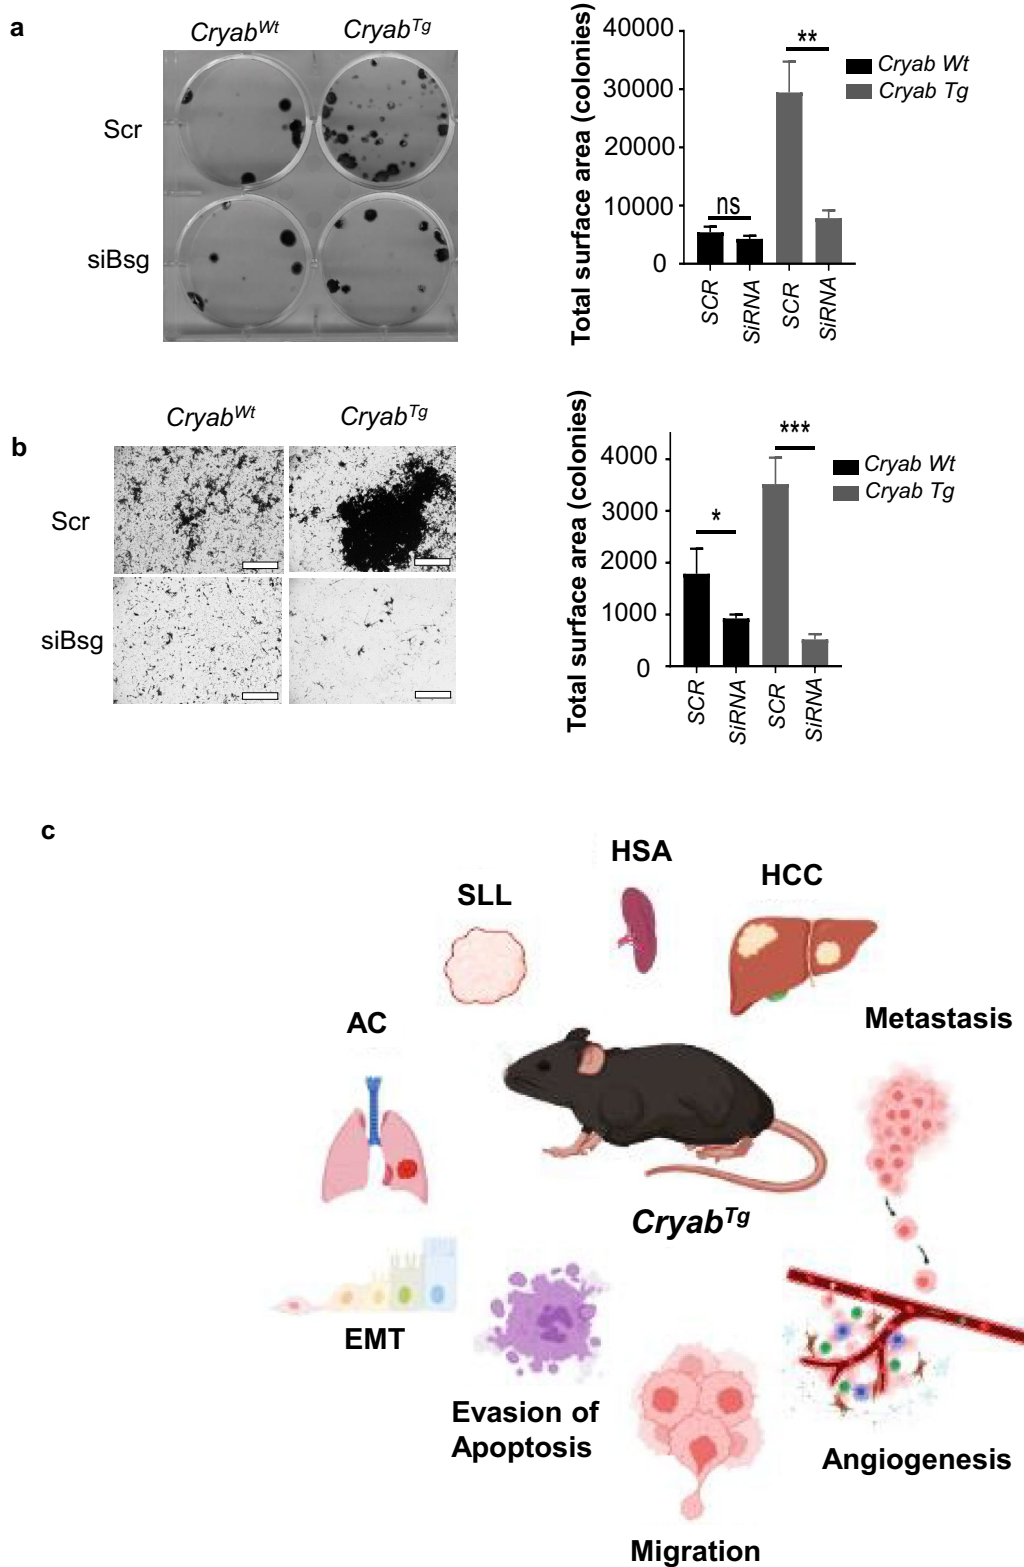 a
Cryab^Wt
Cryab^Tg
Scr
siBsg
Total surface area (colonies)
40000
30000
20000
10000
0
ns
**
SCR
SiRNA
SCR
SiRNA
Cryab Wt
Cryab Tg
b
Cryab^Wt
Cryab^Tg
Scr
siBsg
Total surface area (colonies)
4000
3000
2000
1000
0
*
***
SCR
SiRNA
SCR
SiRNA
Cryab Wt
Cryab Tg
c
HSA
HCC
SLL
Metastasis
AC
Cryab^Tg
EMT
Evasion of
Apoptosis
Angiogenesis
Migration